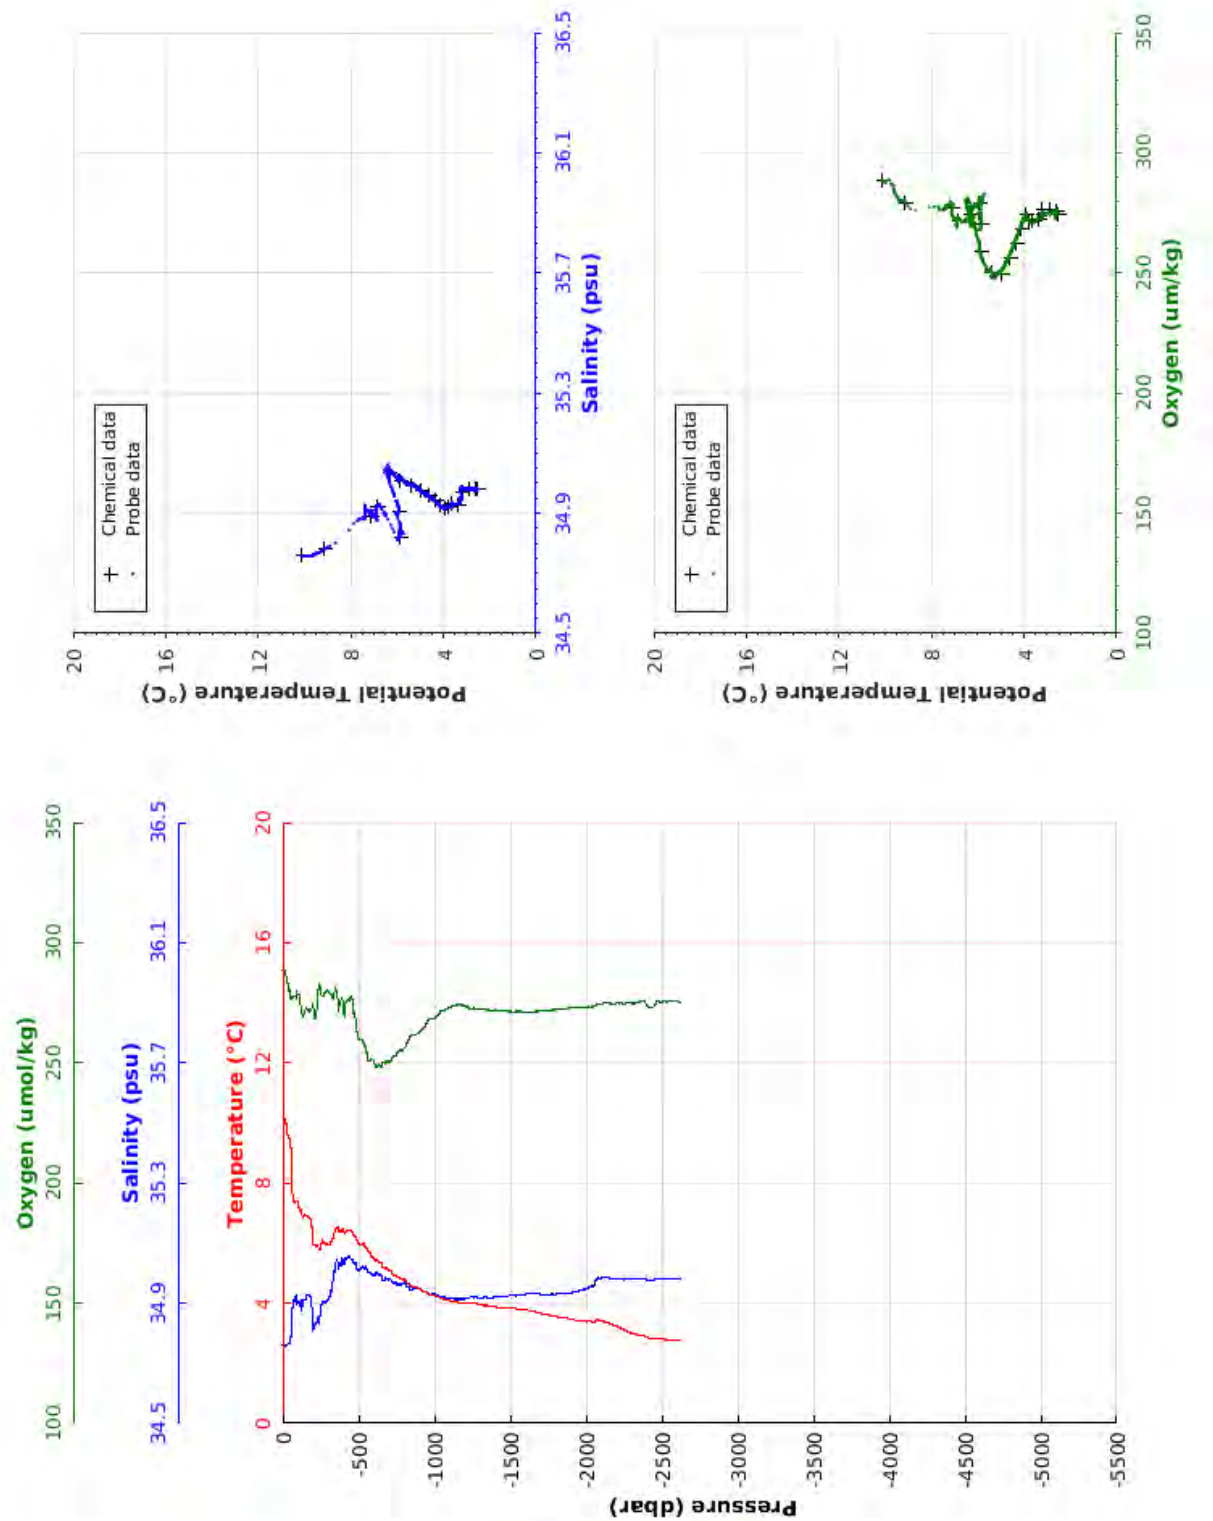 Oxygen (umol/kg)
100 150 200 250 300 350
Salinity (psu)
34.5 34.9 35.3 35.7 36.1 36.5
Temperature (°C)
0 4 8 12 16 20
Pressure (dbar)
0
-500
-1000
-1500
-2000
-2500
-3000
-3500
-4000
-4500
-5000
-5500
Potential Temperature (°C)
20
16
12
8
4
0
+ Chemical data
. Probe data
34.5 34.9 35.3 35.7 36.1 36.5
Salinity (psu)
Potential Temperature (°C)
20
16
12
8
4
0
+ Chemical data
. Probe data
100 150 200 250 300 350
Oxygen (um/kg)